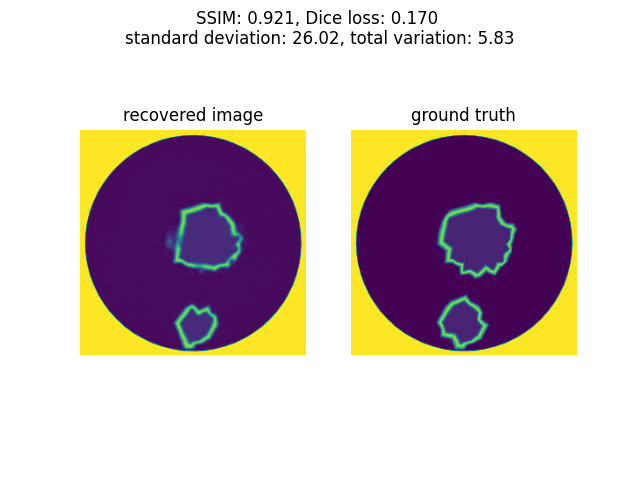 SSIM: 0.921, Dice loss: 0.170
standard deviation: 26.02, total variation: 5.83
recovered image
ground truth